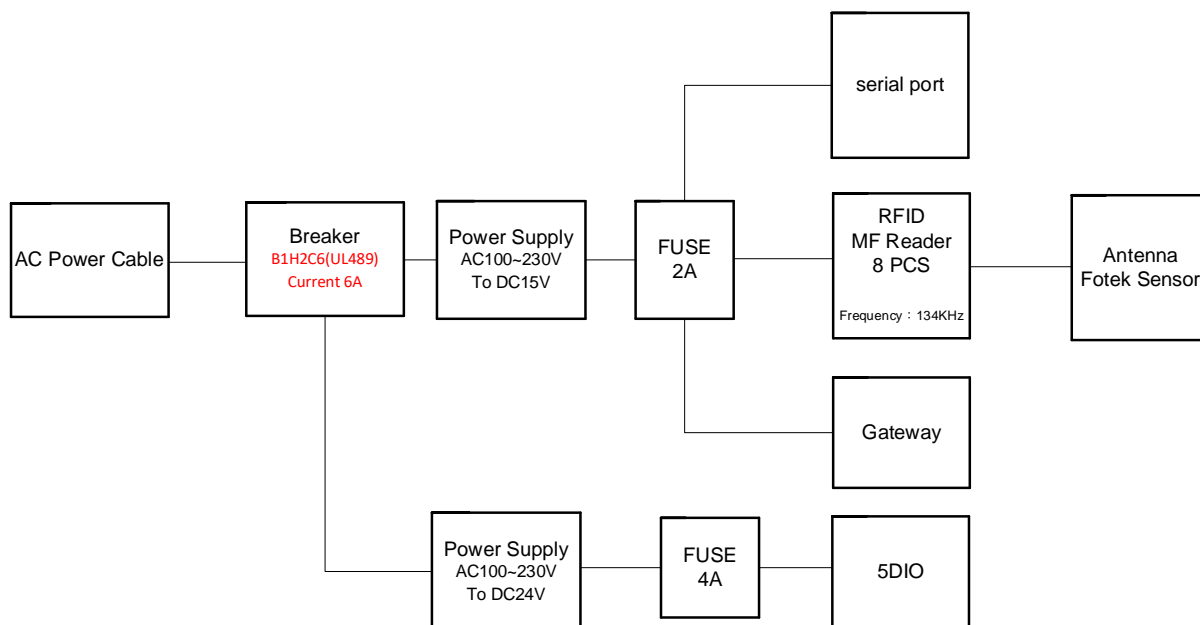 serial port
AC Power Cable
Breaker
B1H2C6(UL489)
Current 6A
Power Supply
AC100~230V
To DC15V
FUSE
2A
RFID
MF Reader
8 PCS
Frequency：134KHz
Antenna
Fotek Sensor
Gateway
Power Supply
AC100~230V
To DC24V
FUSE
4A
5DIO